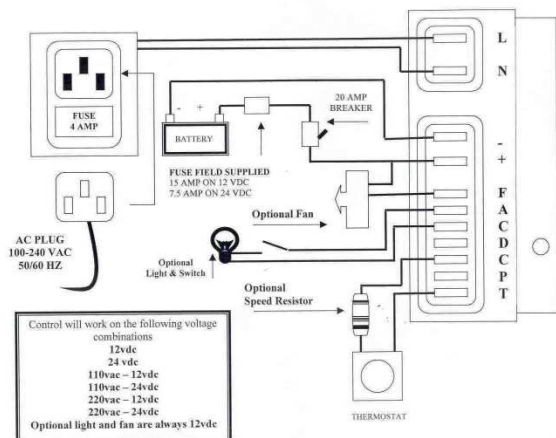 L
N
FUSE
4 AMP
- +
BATTERY
20 AMP
BREAKER
FUSE FIELD SUPPLIED
15 AMP ON 12 VDC
7.5 AMP ON 24 VDC
-
+
F
A
C
D
C
P
T
Optional Fan
Optional
Light & Switch
AC PLUG
100-240 VAC
50/60 HZ
Optional
Speed Resistor
THERMOSTAT
Control will work on the following voltage
combinations
12vdc
24 vdc
110vac – 12vdc
110vac – 24vdc
220vac – 12vdc
220vac – 24vdc
Optional light and fan are always 12vdc